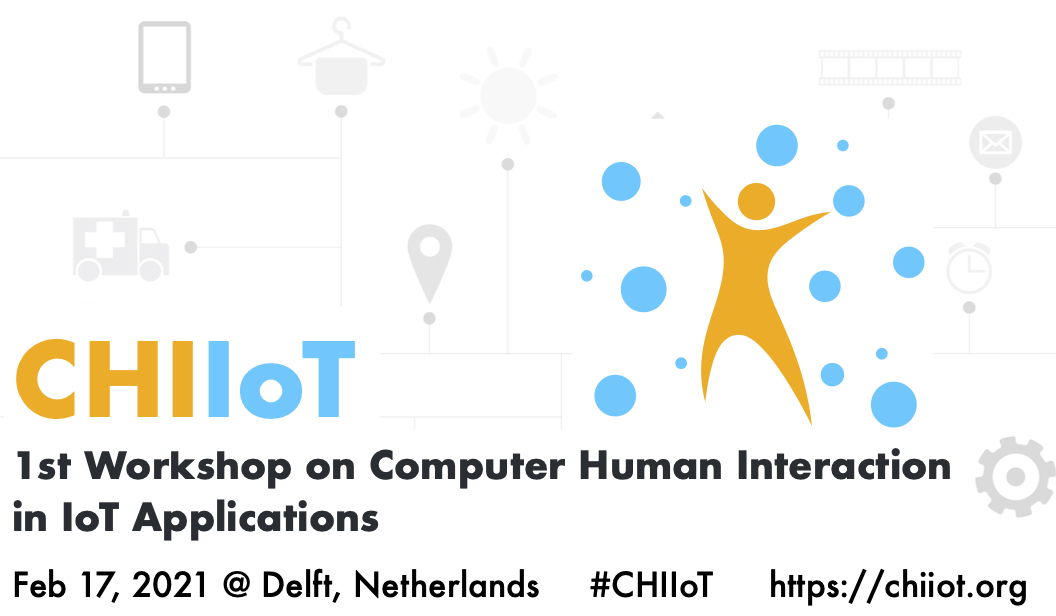 CHIIoT
1st Workshop on Computer Human Interaction
in IoT Applications
Feb 17, 2021 @ Delft, Netherlands #CHIIoT https://chiiot.org